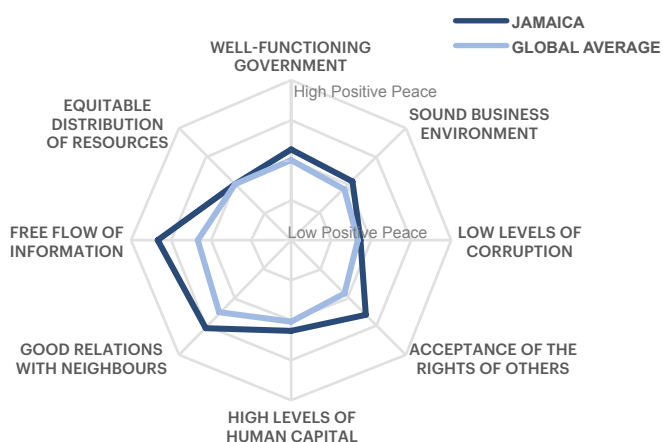 JAMAICA
GLOBAL AVERAGE
WELL-FUNCTIONING
GOVERNMENT
High Positive Peace
EQUITABLE
DISTRIBUTION
OF RESOURCES
SOUND BUSINESS
ENVIRONMENT
FREE FLOW OF
INFORMATION
Low Positive Peace
LOW LEVELS OF
CORRUPTION
GOOD RELATIONS
WITH NEIGHBOURS
ACCEPTANCE OF THE
RIGHTS OF OTHERS
HIGH LEVELS OF
HUMAN CAPITAL